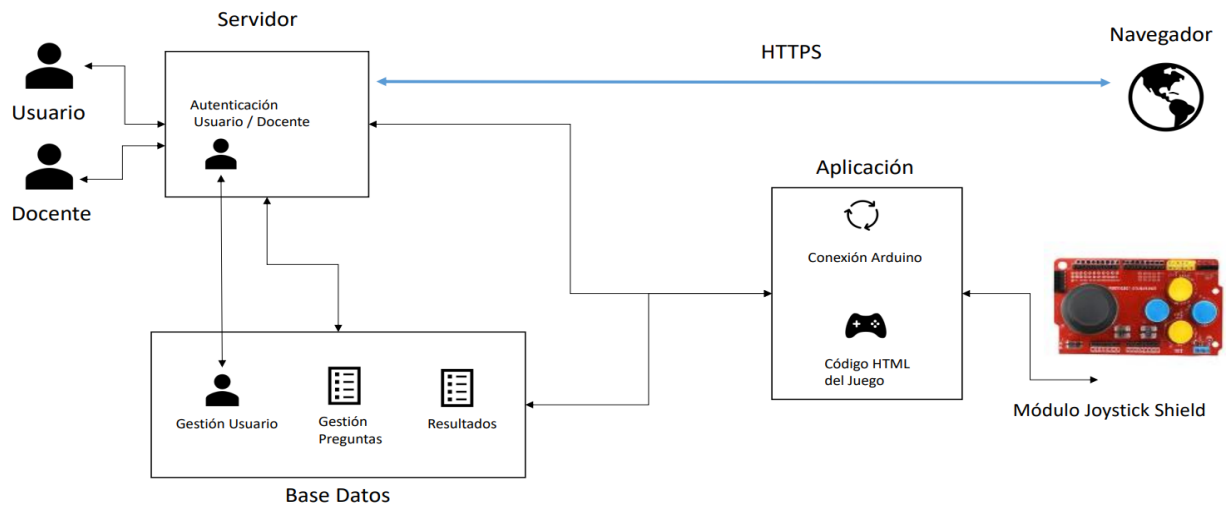 Servidor
HTTPS
Navegador
Usuario
Docente
Autenticación
Usuario / Docente
Aplicación
Conexión Arduino
Código HTML
del Juego
Módulo Joystick Shield
Gestión Usuario
Gestión
Preguntas
Resultados
Base Datos